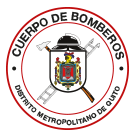 CUERPO DE BOMBEROS
DISTRITO METROPOLITANO DE QUITO